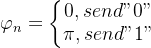 φn = { 0, send"0"
π, send"1"